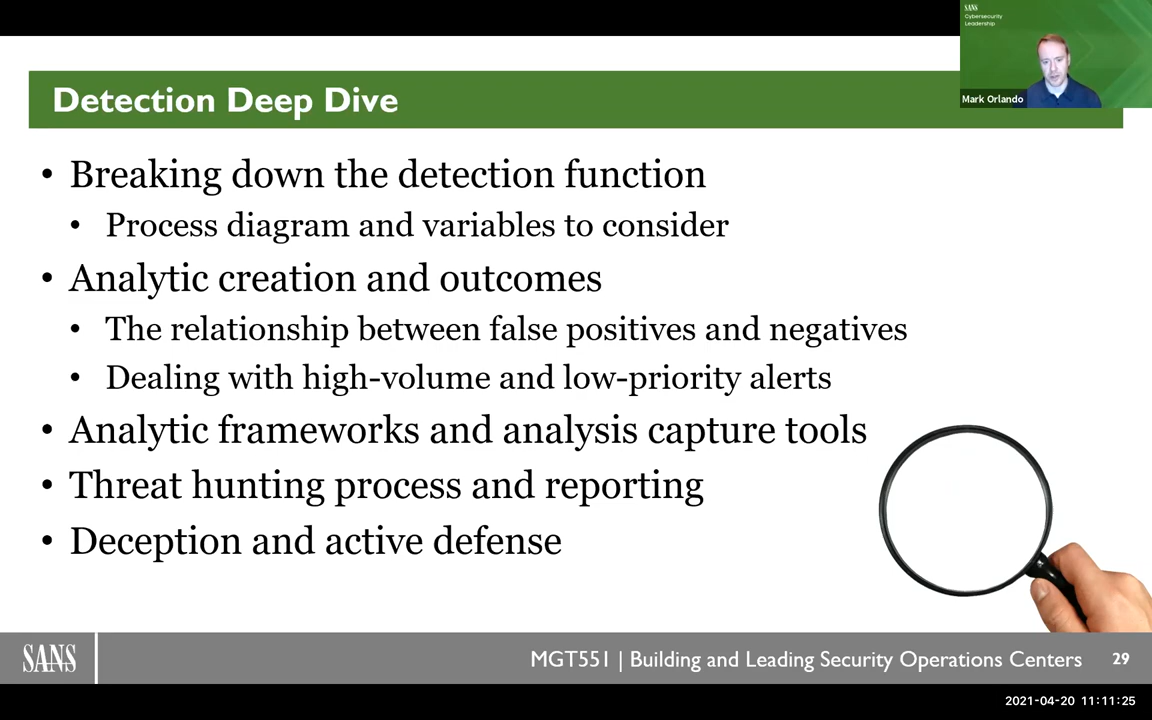 SANS
Cybersecurity
Leadership
Mark Orlando
Detection Deep Dive
• Breaking down the detection function
• Process diagram and variables to consider
• Analytic creation and outcomes
• The relationship between false positives and negatives
• Dealing with high-volume and low-priority alerts
• Analytic frameworks and analysis capture tools
• Threat hunting process and reporting
• Deception and active defense
SANS
MGT551 | Building and Leading Security Operations Centers
29
2021-04-20 11:11:25